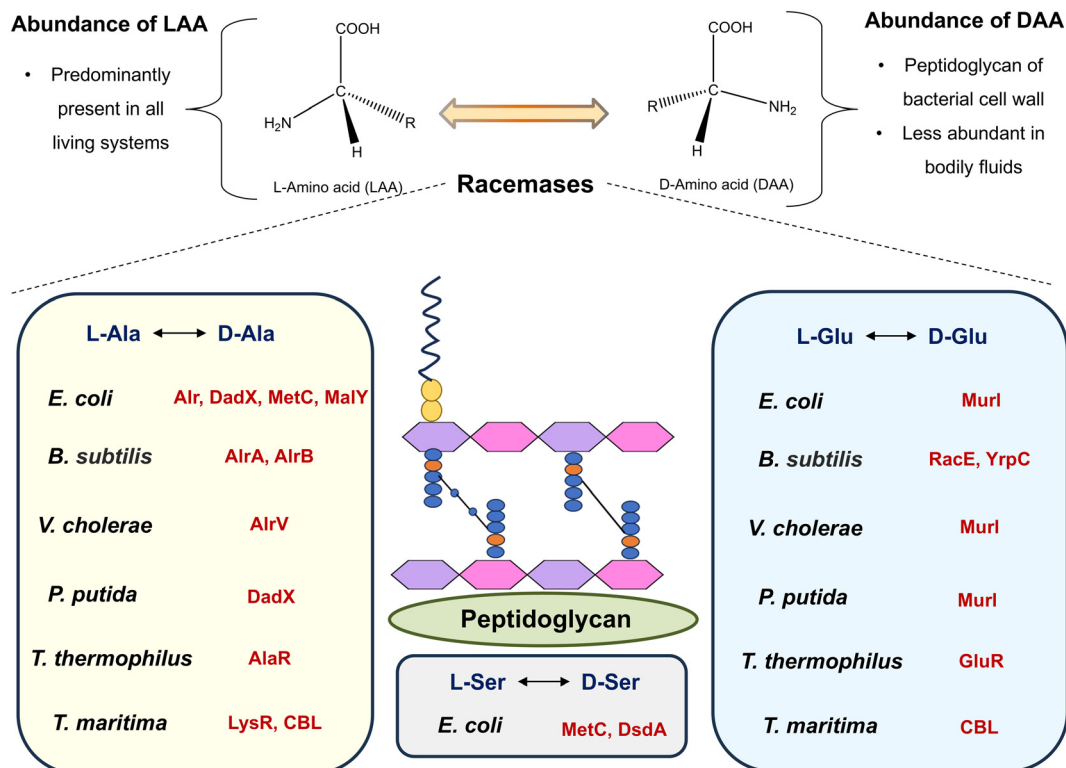 Abundance of LAA
• Predominantly
present in all
living systems
COOH
C
H₂N
R
H
L-Amino acid (LAA)
Racemases
COOH
C
R
NH₂
H
D-Amino acid (DAA)
Abundance of DAA
• Peptidoglycan of
bacterial cell wall
• Less abundant in
bodily fluids
L-Ala D-Ala
E. coli Alr, DadX, MetC, MalY
B. subtilis AlrA, AlrB
V. cholerae AlrV
P. putida DadX
T. thermophilus AlaR
T. maritima LysR, CBL
Peptidoglycan
L-Ser D-Ser
E. coli MetC, DsdA
L-Glu D-Glu
E. coli MurI
B. subtilis RacE, YrpC
V. cholerae MurI
P. putida MurI
T. thermophilus GluR
T. maritima CBL